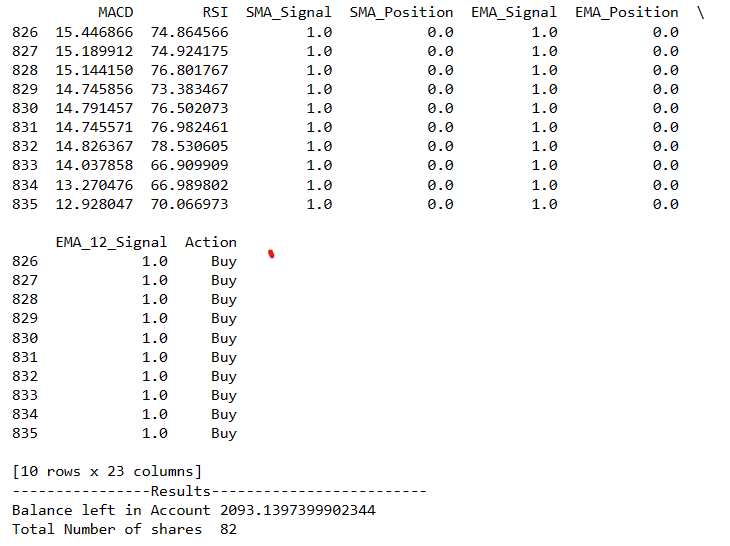 MACD RSI SMA_Signal SMA_Position EMA_Signal EMA_Position \
826 15.446866 74.864566 1.0 0.0 1.0 0.0
827 15.189912 74.924175 1.0 0.0 1.0 0.0
828 15.144150 76.801767 1.0 0.0 1.0 0.0
829 14.745856 73.383467 1.0 0.0 1.0 0.0
830 14.791457 76.502073 1.0 0.0 1.0 0.0
831 14.745571 76.982461 1.0 0.0 1.0 0.0
832 14.826367 78.530605 1.0 0.0 1.0 0.0
833 14.037858 66.909909 1.0 0.0 1.0 0.0
834 13.270476 66.989802 1.0 0.0 1.0 0.0
835 12.928047 70.066973 1.0 0.0 1.0 0.0
EMA_12_Signal Action
826 1.0 Buy
827 1.0 Buy
828 1.0 Buy
829 1.0 Buy
830 1.0 Buy
831 1.0 Buy
832 1.0 Buy
833 1.0 Buy
834 1.0 Buy
835 1.0 Buy
[10 rows x 23 columns]
----------------Results-------------------------
Balance left in Account 2093.1397399902344
Total Number of shares 82